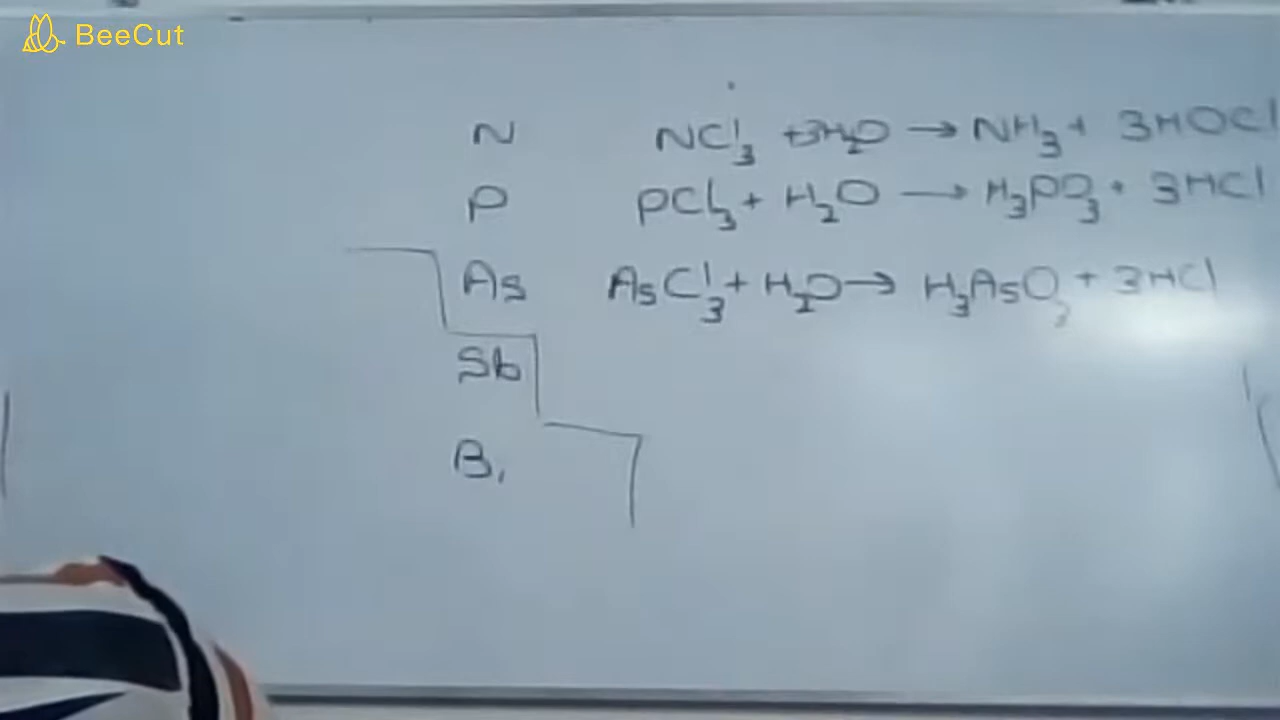 BeeCut
N NCl3 + 3H2O → NH3 + 3HOCl
P PCl3 + H2O → H3PO3 + 3HCl
As AsCl3 + H2O → H3AsO3 + 3HCl
Sb
Bi